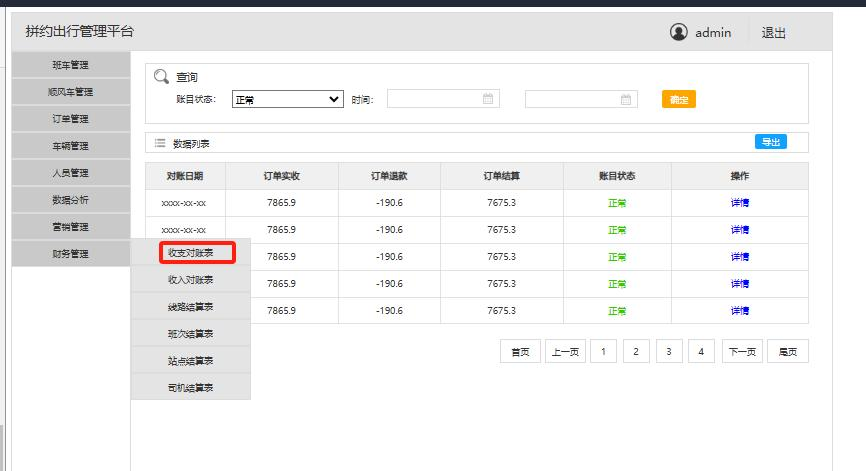 拼约出行管理平台 admin 退出
班车管理
顺风车管理
订单管理
车辆管理
人员管理
数据分析
营销管理
财务管理
收支对账表
收入对账表
线路结算表
班次结算表
站点结算表
司机结算表
查询
账目状态: 正常 时间: 确定
数据列表 导出
对账日期 订单实收 订单退款 订单结算 账目状态 操作
xxxx-xx-xx 7865.9 -190.6 7675.3 正常 详情
xxxx-xx-xx 7865.9 -190.6 7675.3 正常 详情
7865.9 -190.6 7675.3 正常 详情
7865.9 -190.6 7675.3 正常 详情
7865.9 -190.6 7675.3 正常 详情
首页 上一页 1 2 3 4 下一页 尾页